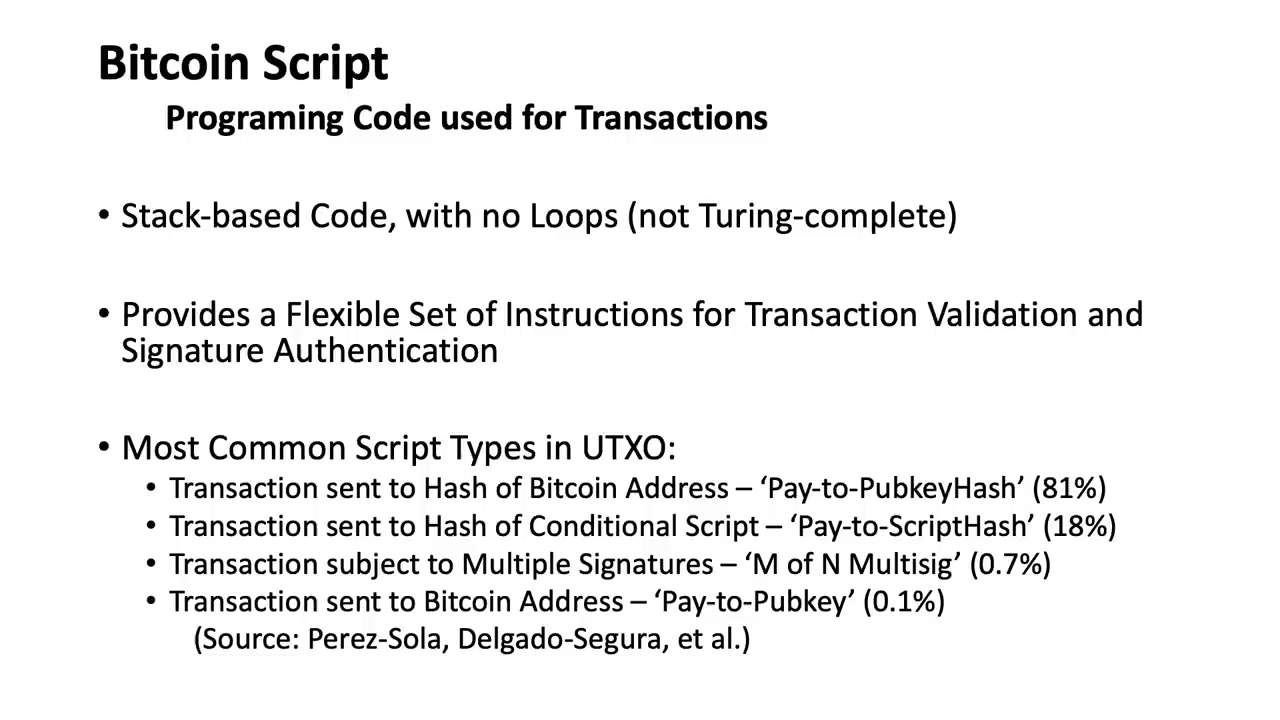 Bitcoin Script
Programing Code used for Transactions
• Stack-based Code, with no Loops (not Turing-complete)
• Provides a Flexible Set of Instructions for Transaction Validation and
Signature Authentication
• Most Common Script Types in UTXO:
• Transaction sent to Hash of Bitcoin Address – ‘Pay-to-PubkeyHash’ (81%)
• Transaction sent to Hash of Conditional Script – ‘Pay-to-ScriptHash’ (18%)
• Transaction subject to Multiple Signatures – ‘M of N Multisig’ (0.7%)
• Transaction sent to Bitcoin Address – ‘Pay-to-Pubkey’ (0.1%)
(Source: Perez-Sola, Delgado-Segura, et al.)